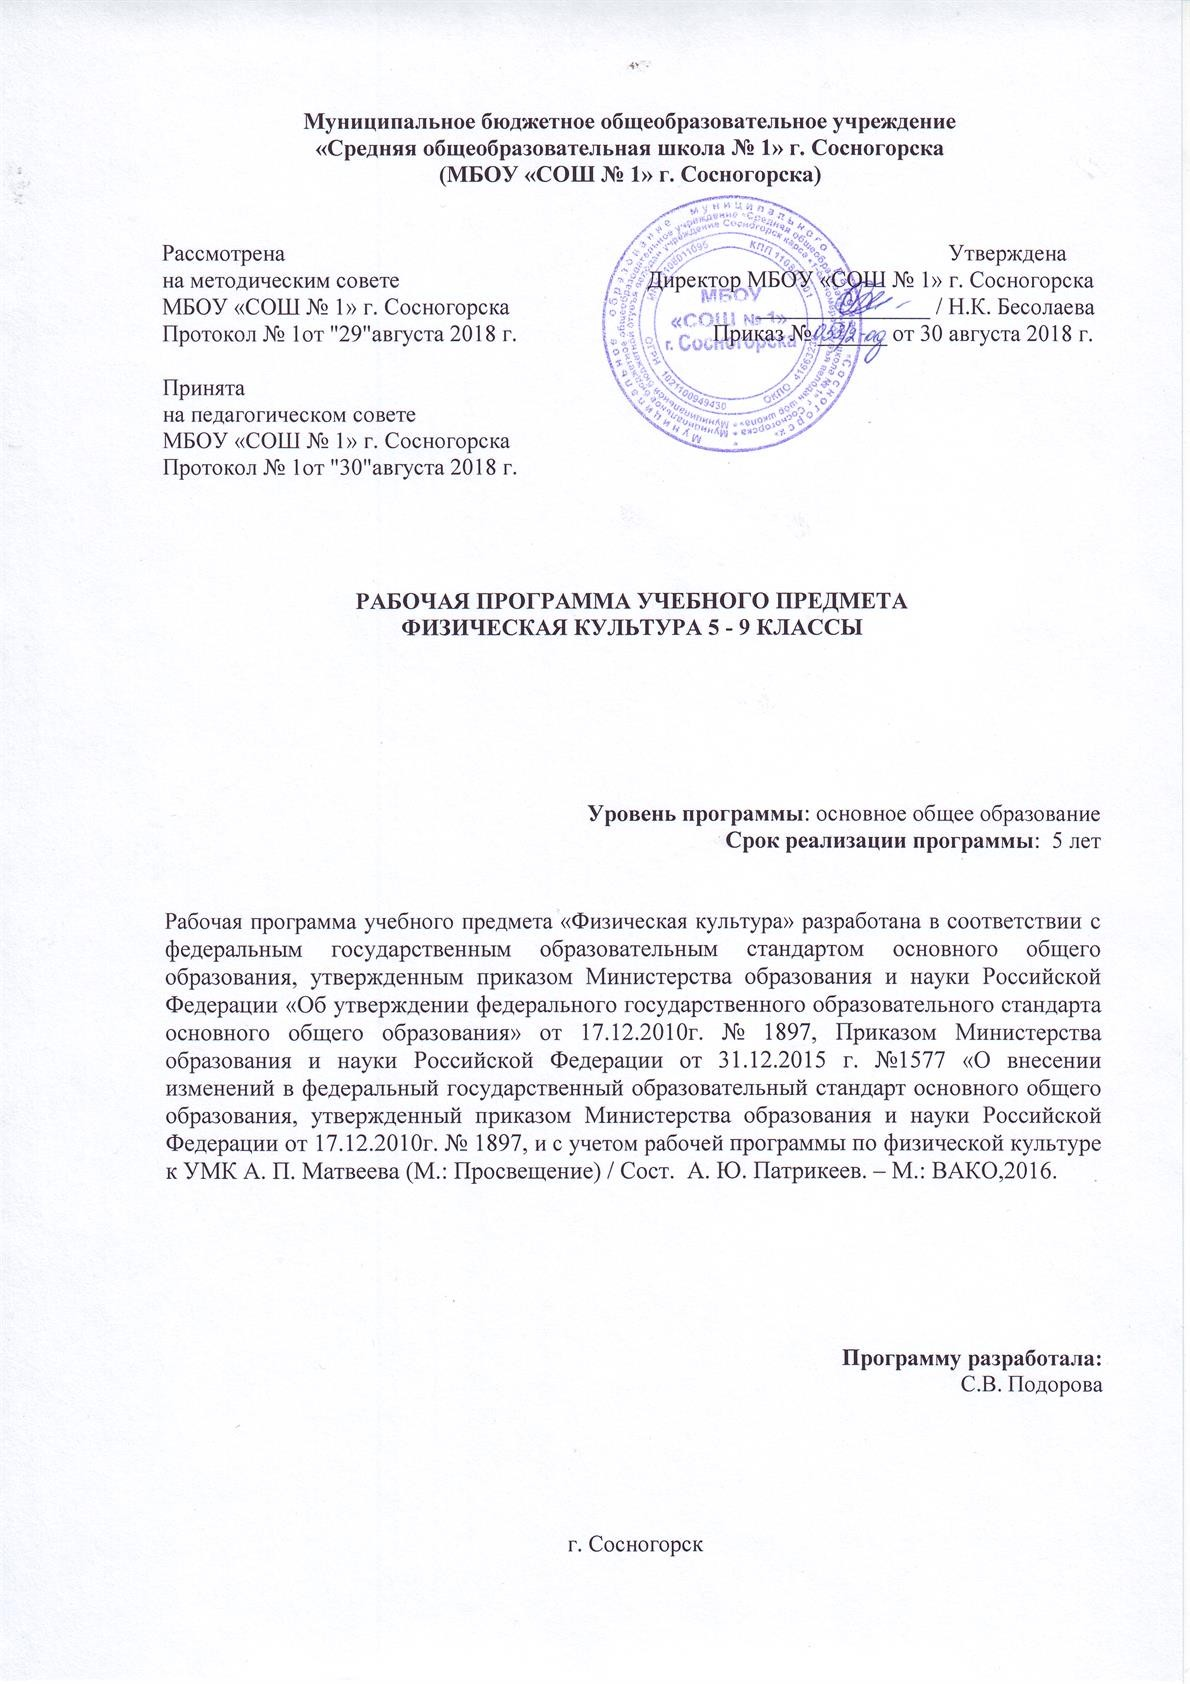 Муниципальное бюджетное общеобразовательное учреждение
«Средняя общеобразовательная школа № 1» г. Сосногорска
(МБОУ «СОШ № 1» г. Сосногорска)
Рассмотрена
на методическим совете
МБОУ «СОШ № 1» г. Сосногорска
Протокол № 1от "29"августа 2018 г.
Утверждена
Директор МБОУ «СОШ № 1» г. Сосногорска
/ Н.К. Бесолаева
Приказ № от 30 августа 2018 г.
МБОУ
«СОШ № 1»
г. Сосногорска
ОГРН 1021100949430
Принята
на педагогическом совете
МБОУ «СОШ № 1» г. Сосногорска
Протокол № 1от "30"августа 2018 г.
РАБОЧАЯ ПРОГРАММА УЧЕБНОГО ПРЕДМЕТА
ФИЗИЧЕСКАЯ КУЛЬТУРА 5 - 9 КЛАССЫ
Уровень программы: основное общее образование
Срок реализации программы: 5 лет
Рабочая программа учебного предмета «Физическая культура» разработана в соответствии с
федеральным государственным образовательным стандартом основного общего
образования, утвержденным приказом Министерства образования и науки Российской
Федерации «Об утверждении федерального государственного образовательного стандарта
основного общего образования» от 17.12.2010г. № 1897, Приказом Министерства
образования и науки Российской Федерации от 31.12.2015 г. №1577 «О внесении
изменений в федеральный государственный образовательный стандарт основного общего
образования, утвержденный приказом Министерства образования и науки Российской
Федерации от 17.12.2010г. № 1897, и с учетом рабочей программы по физической культуре
к УМК А. П. Матвеева (М.: Просвещение) / Сост. А. Ю. Патрикеев. – М.: ВАКО,2016.
Программу разработала:
С.В. Подорова
г. Сосногорск